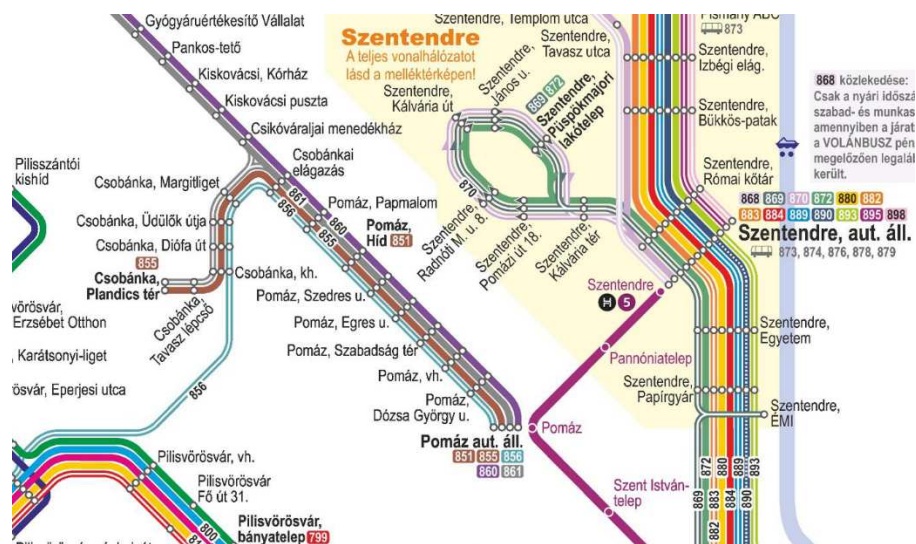 Gyógyáruértékesítő Vállalat
Pankos-tető
Kiskovácsi, Kórház
Kiskovácsi puszta
Csikóváraljai menedékház
Csobánkai
elágazás
Pilisszántói
kishíd
Csobánka, Margitliget
Csobánka, Üdülők útja
Csobánka, Diófa út
855
Csobánka,
Plandics tér
Csobánka,
Tavasz lépcső
Csobánka, kh.
861
860
856
855
Pomáz, Papmalom
Pomáz,
Híd 851
Pomáz, Szedres u.
Pomáz, Egres u.
Pomáz, Szabadság tér
Pomáz, vh.
Pomáz,
Dózsa György u.
Pomáz aut. áll.
851 855 856
860 861
Erzsébet Otthon
Karátsonyi-liget
Eperjesi utca
856
Pilisvörösvár, vh.
Pilisvörösvár
Fő út 31.
800
Pilisvörösvár,
bányatelep 799
Szentendre
A teljes vonalhálózatot
lásd a melléktérképen!
Szentendre, Templom utca
Szentendre,
Tavasz utca
Szentendre,
János u.
Szentendre,
Kálvária út
869 872
Szentendre,
Püspökmajori
lakótelep
870
Szentendre,
Radnóti M. u. 8.
Szentendre,
Pomázi út 18.
Szentendre,
Kálvária tér
Pismány ABC
873
Szentendre,
Izbégi elág.
Szentendre,
Bükkös-patak
Szentendre,
Római kőtár
868 869 870 872 880 882
883 884 889 890 893 895 898
Szentendre, aut. áll.
873, 874, 876, 878, 879
868 közlekedése:
Csak a nyári idősza
szabad- és munkas
amennyiben a járat
a VOLÁNBUSZ pén
megelőzően legalá
került.
Szentendre
H 5
Pannóniatelep
Pomáz
Szent István-
telep
Szentendre,
Egyetem
Szentendre,
Papírgyár
Szentendre,
ÉMI
869
872
882
883
880
884
889
890
893